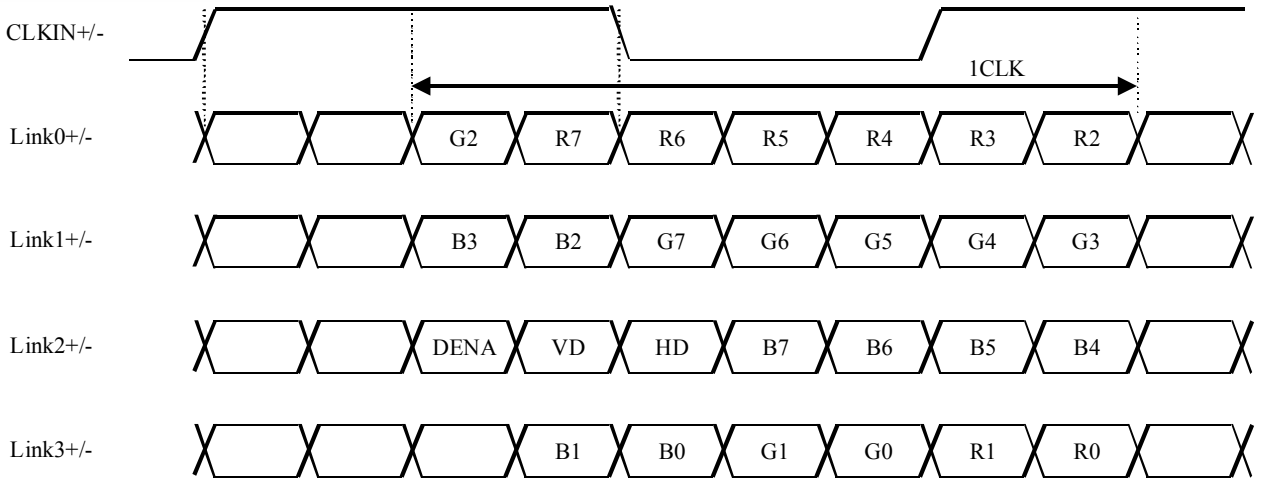 CLKIN+/-
1CLK
Link0+/- G2 R7 R6 R5 R4 R3 R2
Link1+/- B3 B2 G7 G6 G5 G4 G3
Link2+/- DENA VD HD B7 B6 B5 B4
Link3+/- B1 B0 G1 G0 R1 R0